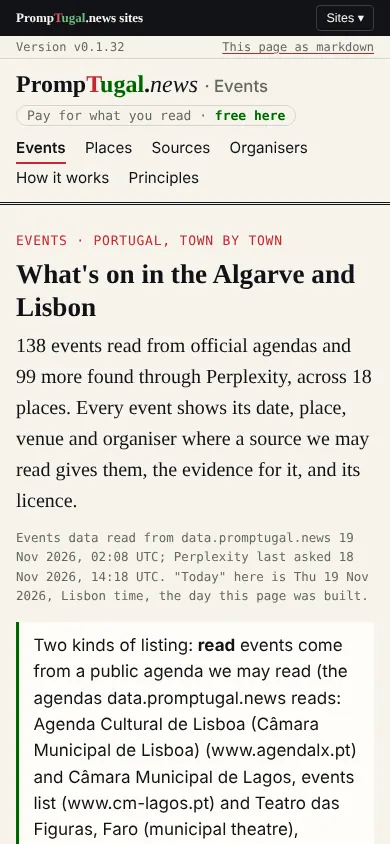 PrompTugal.news sites
Sites ▾
Version v0.1.32
This page as markdown
PrompTugal.news · Events
Pay for what you read · free here
Events Places Sources Organisers
How it works Principles
EVENTS · PORTUGAL, TOWN BY TOWN
What's on in the Algarve and
Lisbon
138 events read from official agendas and
99 more found through Perplexity, across 18
places. Every event shows its date, place,
venue and organiser where a source we may
read gives them, the evidence for it, and its
licence.
Events data read from data.promptugal.news 19
Nov 2026, 02:08 UTC; Perplexity last asked 18
Nov 2026, 14:18 UTC. "Today" here is Thu 19 Nov
2026, Lisbon time, the day this page was built.
Two kinds of listing: read events come
from a public agenda we may read (the
agendas data.promptugal.news reads:
Agenda Cultural de Lisboa (Câmara
Municipal de Lisboa) (www.agendalx.pt)
and Câmara Municipal de Lagos, events
list (www.cm-lagos.pt) and Teatro das
Figuras, Faro (municipal theatre),